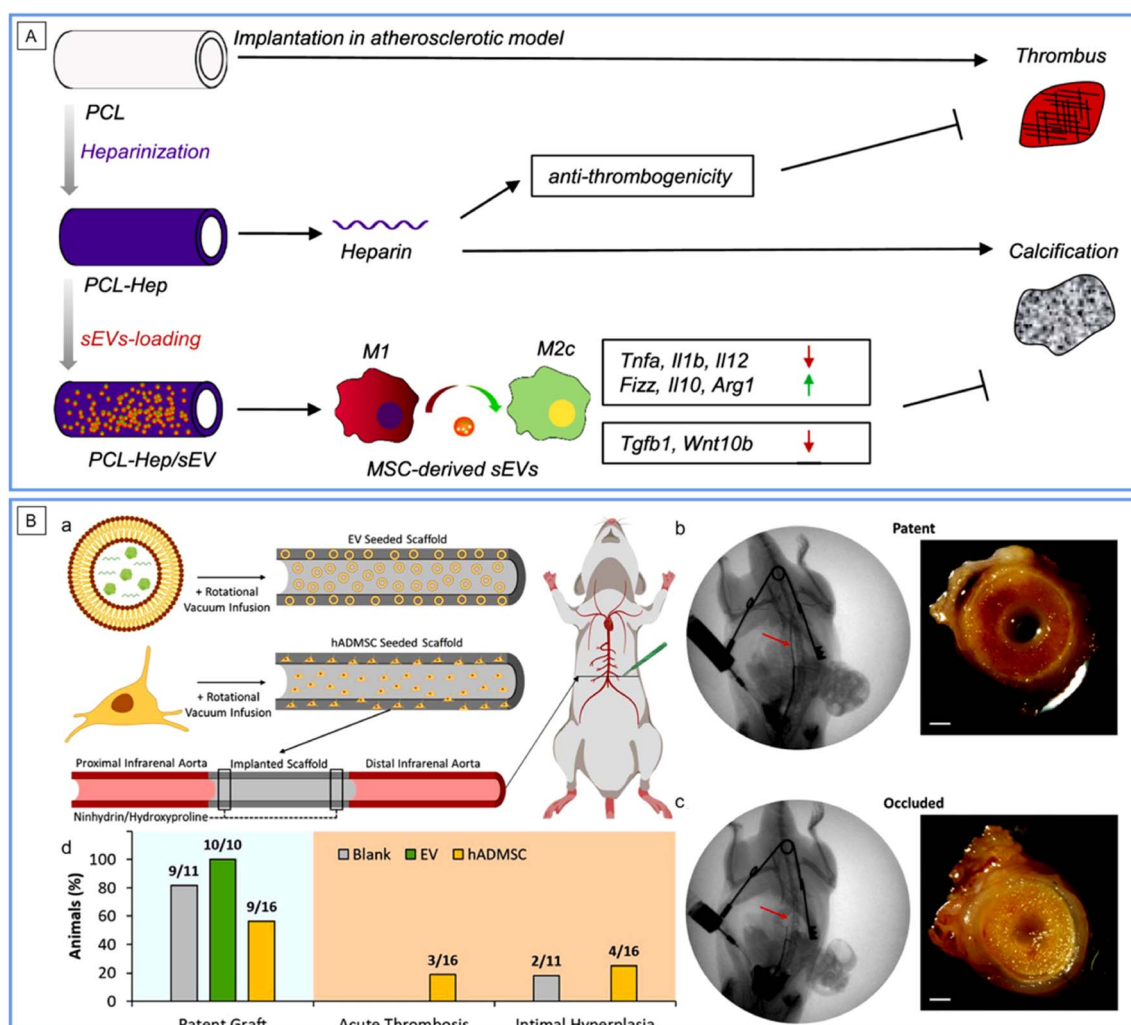 A
Implantation in atherosclerotic model
Thrombus
PCL
Heparinization
anti-thrombogenicity
Heparin
Calcification
PCL-Hep
sEVs-loading
M1
M2c
Tnfa, Il1b, Il12
Fizz, Il10, Arg1
Tgfb1, Wnt10b
PCL-Hep/sEV
MSC-derived sEVs
B
a
EV Seeded Scaffold
+ Rotational
Vacuum Infusion
hADMSC Seeded Scaffold
+ Rotational
Vacuum Infusion
Proximal Infrarenal Aorta
Implanted Scaffold
Distal Infrarenal Aorta
Ninhydrin/Hydroxyproline
b
Patent
c
Occluded
d
Animals (%)
100
80
60
40
20
0
Blank
EV
hADMSC
9/11
10/10
9/16
3/16
2/11
4/16
Patent Graft
Acute Thrombosis
Intimal Hyperplasia